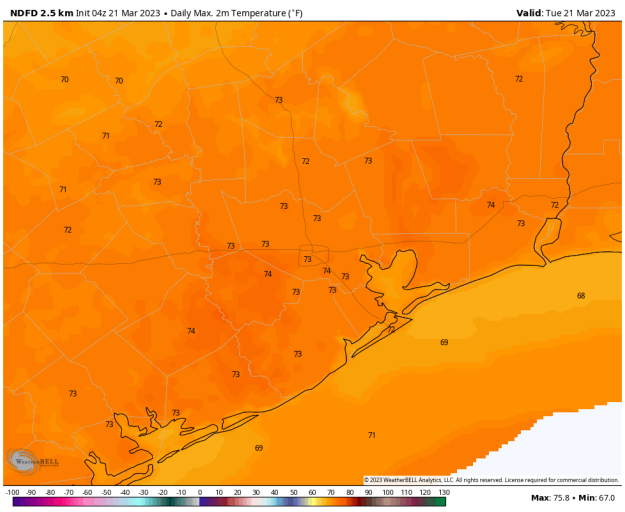 NDFD 2.5 km Init 04z 21 Mar 2023 • Daily Max. 2m Temperature (°F) Valid: Tue 21 Mar 2023
70 70 72
73
72
71
72 73
73
71
73 74 72
73 73
72
73 73
73
74 74 73
73 73 68
74 72
69
73
73
73
73
73
71
69
WEATHERBELL
© 2023 WeatherBELL Analytics, LLC. All rights reserved. License required for commercial distribution.
-100 -90 -80 -70 -60 -50 -40 -30 -20 -10 0 10 20 30 40 50 60 70 80 90 100 110 120 130
Max: 75.8 • Min: 67.0